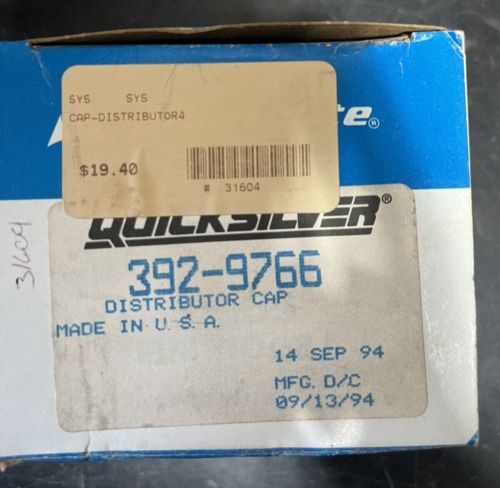 SYS SYS
CAP-DISTRIBUTOR4
$19.40
# 31604
QUICKSILVER®
392-9766
DISTRIBUTOR CAP
MADE IN U.S.A.
14 SEP 94
MFG. D/C
09/13/94
31604